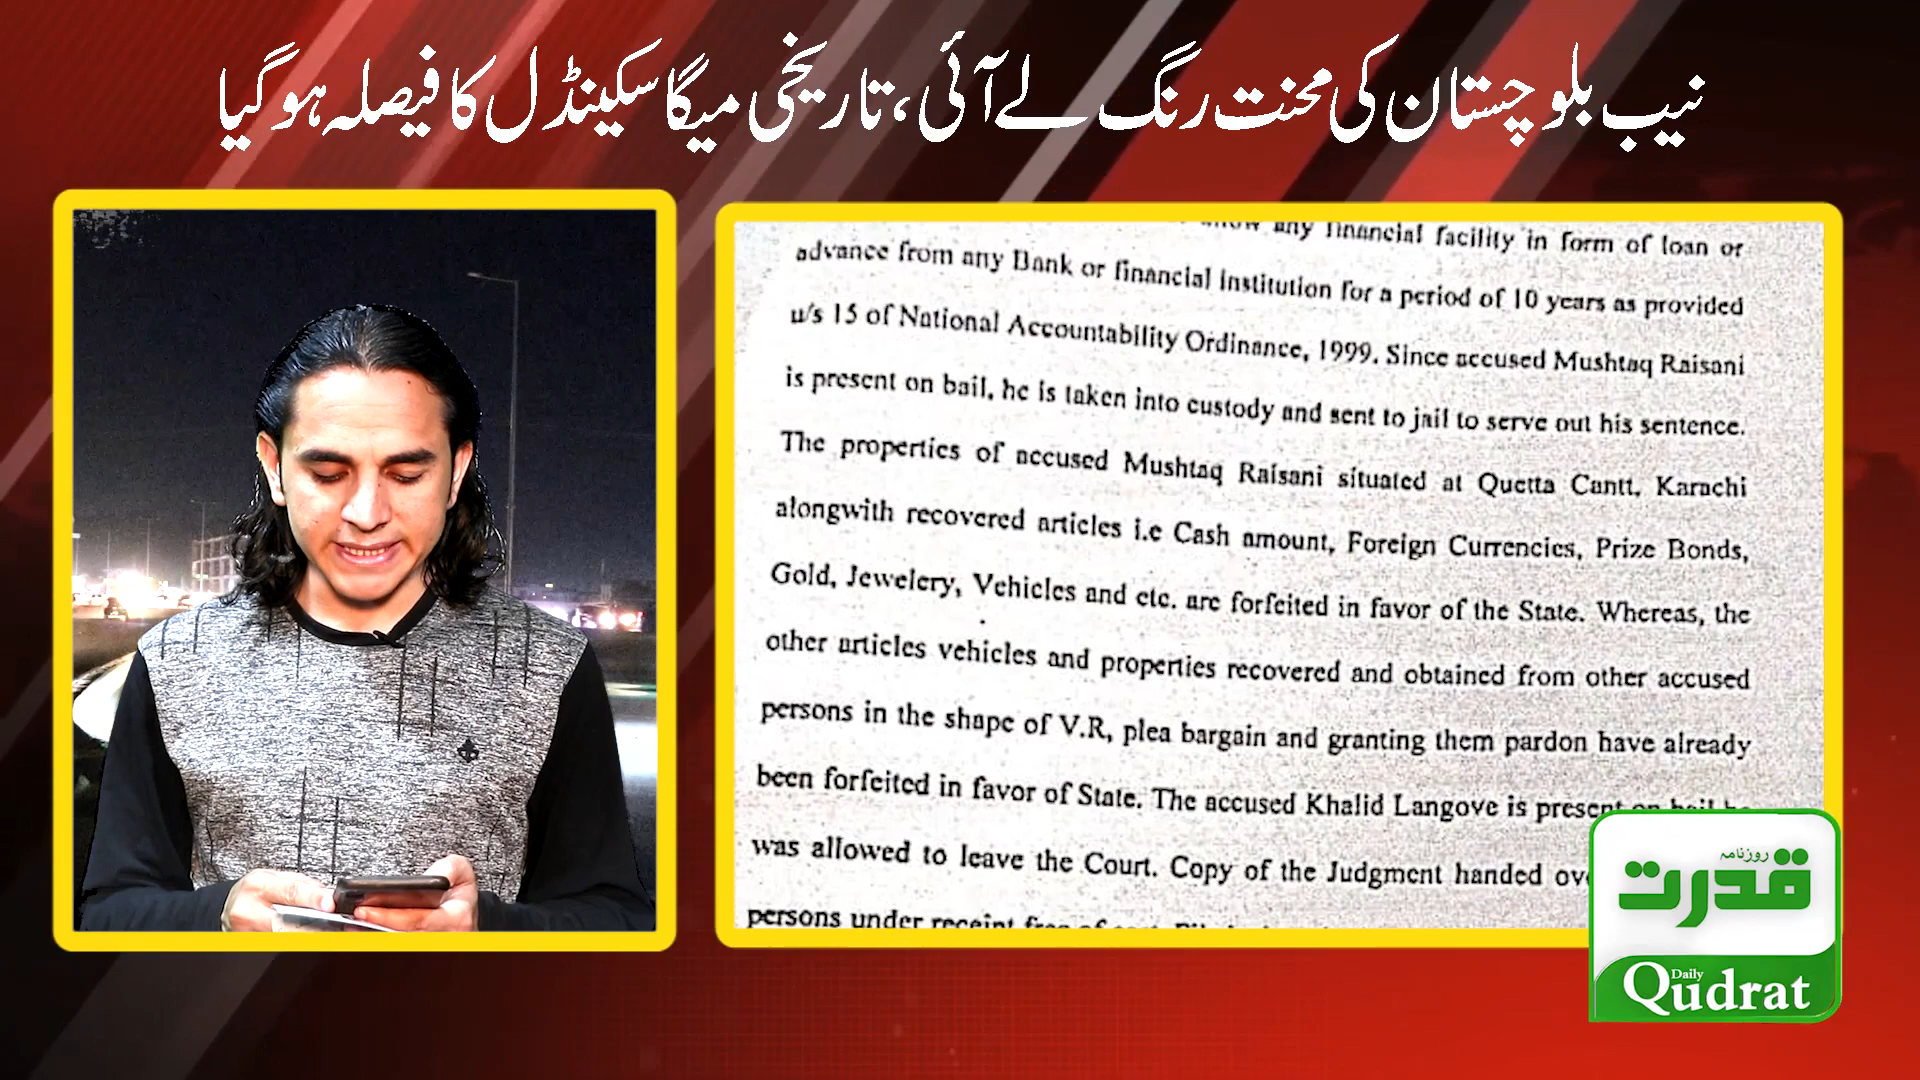 نیب بلوچستان کی محنت رنگ لے آئی، تاریخی میگا سکینڈل کا فیصلہ ہو گیا
any financial facility in form of loan or
advance from any Bank or financial institution for a period of 10 years as provided
u/s 15 of National Accountability Ordinance, 1999. Since accused Mushtaq Raisani
is present on bail, he is taken into custody and sent to jail to serve out his sentence.
The properties of accused Mushtaq Raisani situated at Quetta Cantt, Karachi
alongwith recovered articles i.e Cash amount, Foreign Currencies, Prize Bonds,
Gold, Jewelery, Vehicles and etc. are forfeited in favor of the State. Whereas, the
other articles vehicles and properties recovered and obtained from other accused
persons in the shape of V.R, plea bargain and granting them pardon have already
been forfeited in favor of State. The accused Khalid Langove is present on bail
was allowed to leave the Court. Copy of the Judgment handed
persons under receipt free of
روزنامہ
قدرت
Daily
Qudrat